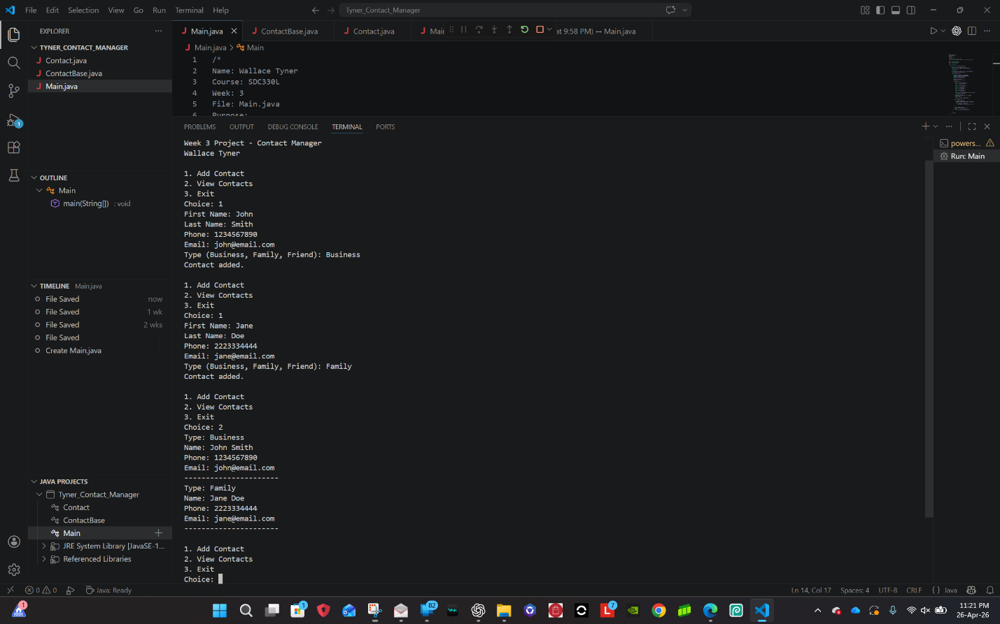 File Edit Selection View Go Run Terminal Help
Tyner_Contact_Manager
EXPLORER
TYNER_CONTACT_MANAGER
Contact.java
ContactBase.java
Main.java
OUTLINE
Main
main(String[]) : void
TIMELINE Main.java
File Saved now
File Saved 1 wk
File Saved 2 wks
File Saved
Create Main.java
JAVA PROJECTS
Tyner_Contact_Manager
Contact
ContactBase
Main
JRE System Library [JavaSE-1...
Referenced Libraries
Main.java ContactBase.java Contact.java Mai at 9:58 PM) ↔ Main.java
Main.java > Main
1 /*
2 Name: Wallace Tyner
3 Course: SDC330L
4 Week: 3
5 File: Main.java
6 Purpose:
PROBLEMS OUTPUT DEBUG CONSOLE TERMINAL PORTS
Week 3 Project - Contact Manager
Wallace Tyner
1. Add Contact
2. View Contacts
3. Exit
Choice: 1
First Name: John
Last Name: Smith
Phone: 1234567890
Email: john@email.com
Type (Business, Family, Friend): Business
Contact added.
1. Add Contact
2. View Contacts
3. Exit
Choice: 1
First Name: Jane
Last Name: Doe
Phone: 2223334444
Email: jane@email.com
Type (Business, Family, Friend): Family
Contact added.
1. Add Contact
2. View Contacts
3. Exit
Choice: 2
Type: Business
Name: John Smith
Phone: 1234567890
Email: john@email.com
----------------------
Type: Family
Name: Jane Doe
Phone: 2223334444
Email: jane@email.com
----------------------
1. Add Contact
2. View Contacts
3. Exit
Choice:
powers...
Run: Main
1
0 0 Java: Ready
Ln 14, Col 17 Spaces: 4 UTF-8 CRLF { } Java
1
1
82
L 7
11:21 PM
26-Apr-26